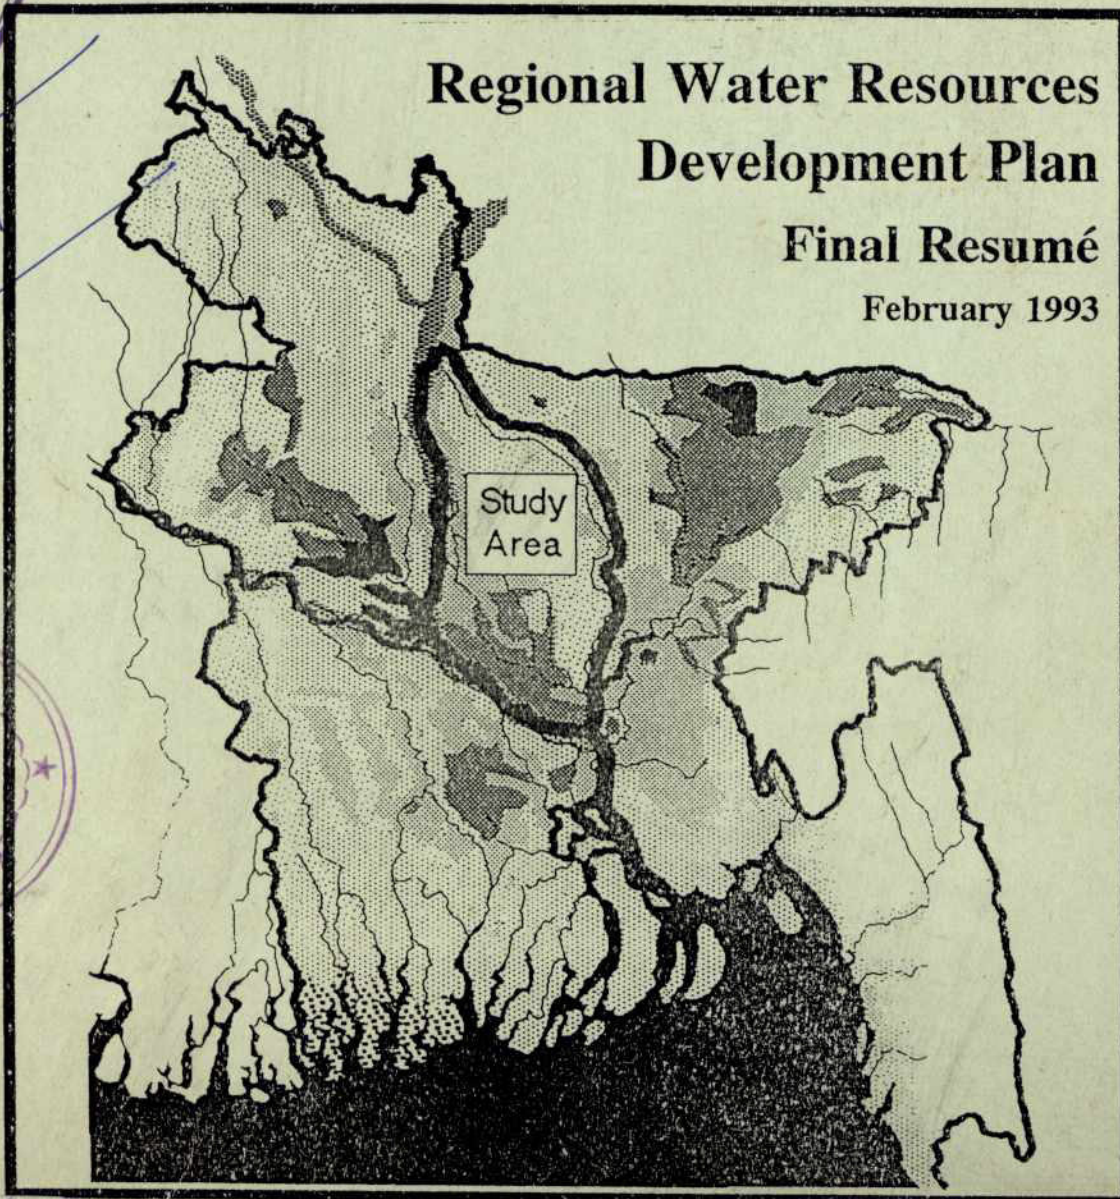 Regional Water Resources
Development Plan
Final Resumé
February 1993
Study
Area